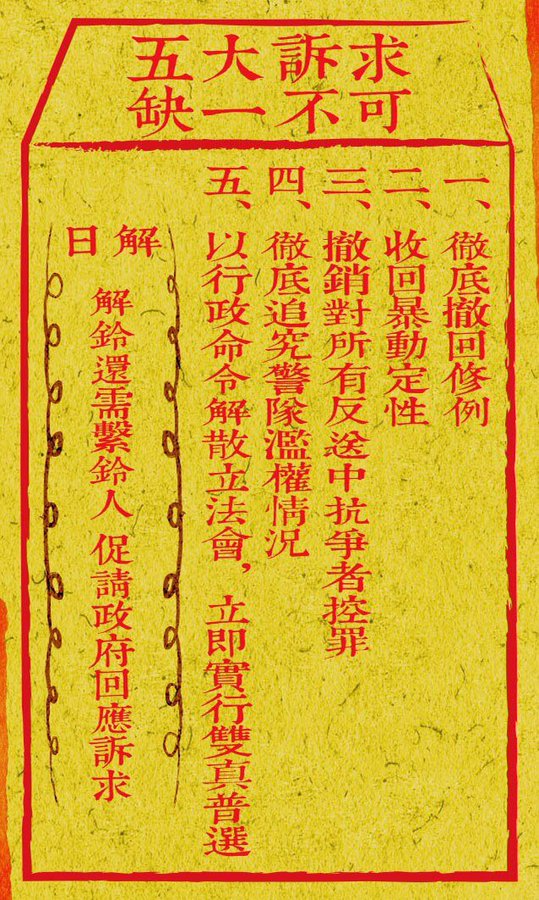 五大訴求
缺一不可
一、徹底撤回修例
二、收回暴動定性
三、撤銷對所有反送中抗爭者控罪
四、徹底追究警隊濫權情況
五、以行政命令解散立法會，立即實行雙真普選
日解
解鈴還需繫鈴人 促請政府回應訴求